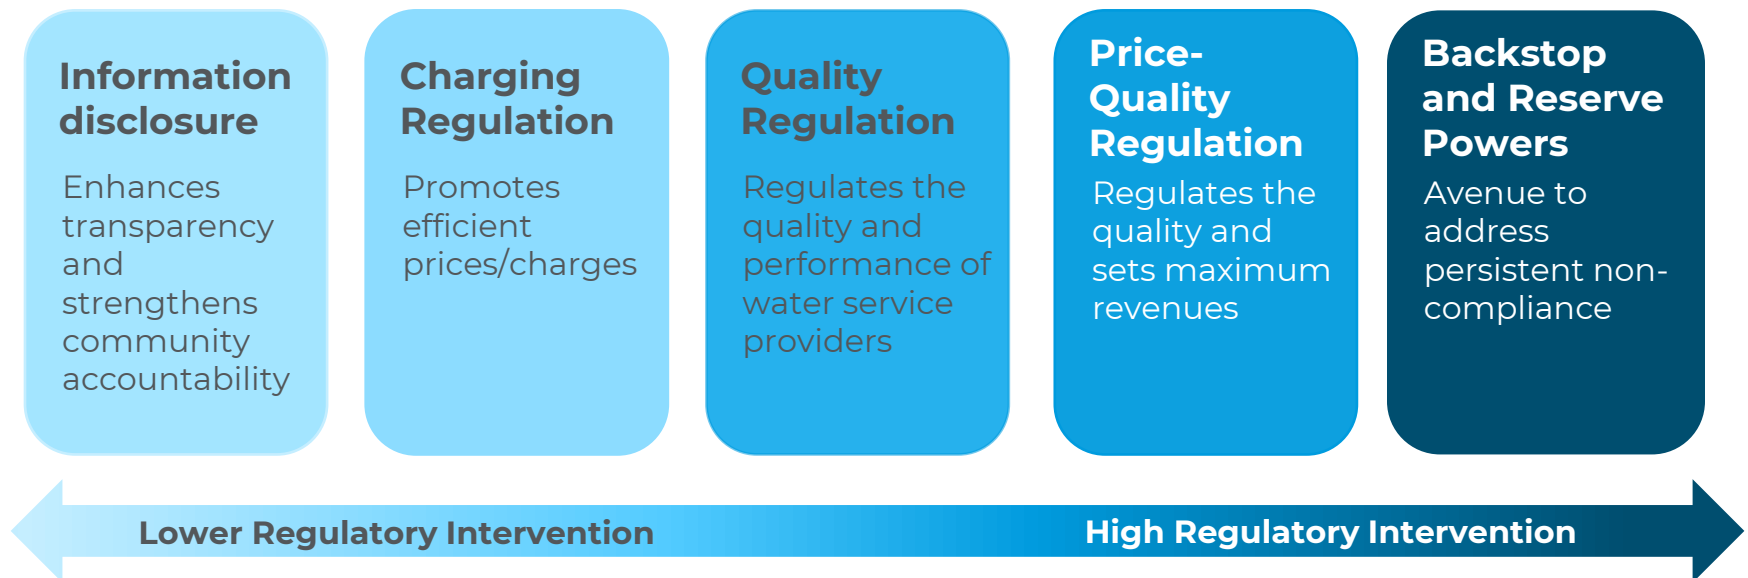 Information
disclosure
Enhances
transparency
and
strengthens
community
accountability
Charging
Regulation
Promotes
efficient
prices/charges
Quality
Regulation
Regulates the
quality and
performance of
water service
providers
Price-
Quality
Regulation
Regulates the
quality and
sets maximum
revenues
Backstop
and Reserve
Powers
Avenue to
address
persistent non-
compliance
Lower Regulatory Intervention
High Regulatory Intervention